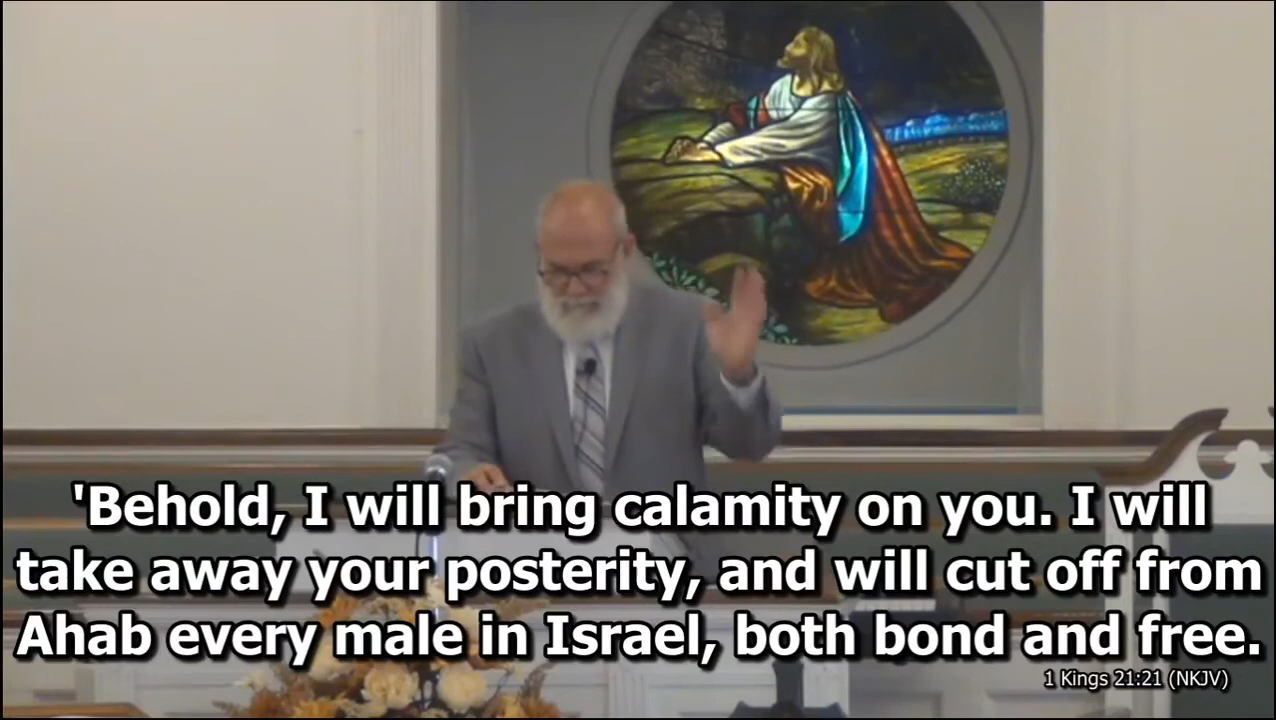 'Behold, I will bring calamity on you. I will
take away your posterity, and will cut off from
Ahab every male in Israel, both bond and free.
1 Kings 21:21 (NKJV)